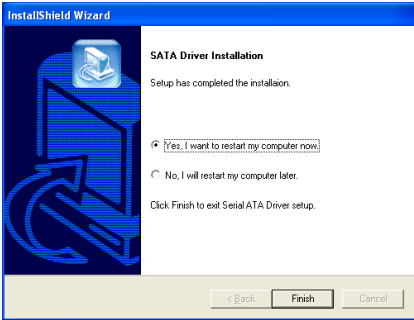 InstallShield Wizard
SATA Driver Installation
Setup has completed the installaion.
Yes, I want to restart my computer now.
No, I will restart my computer later.
Click Finish to exit Serial ATA Driver setup.
< Back Finish Cancel